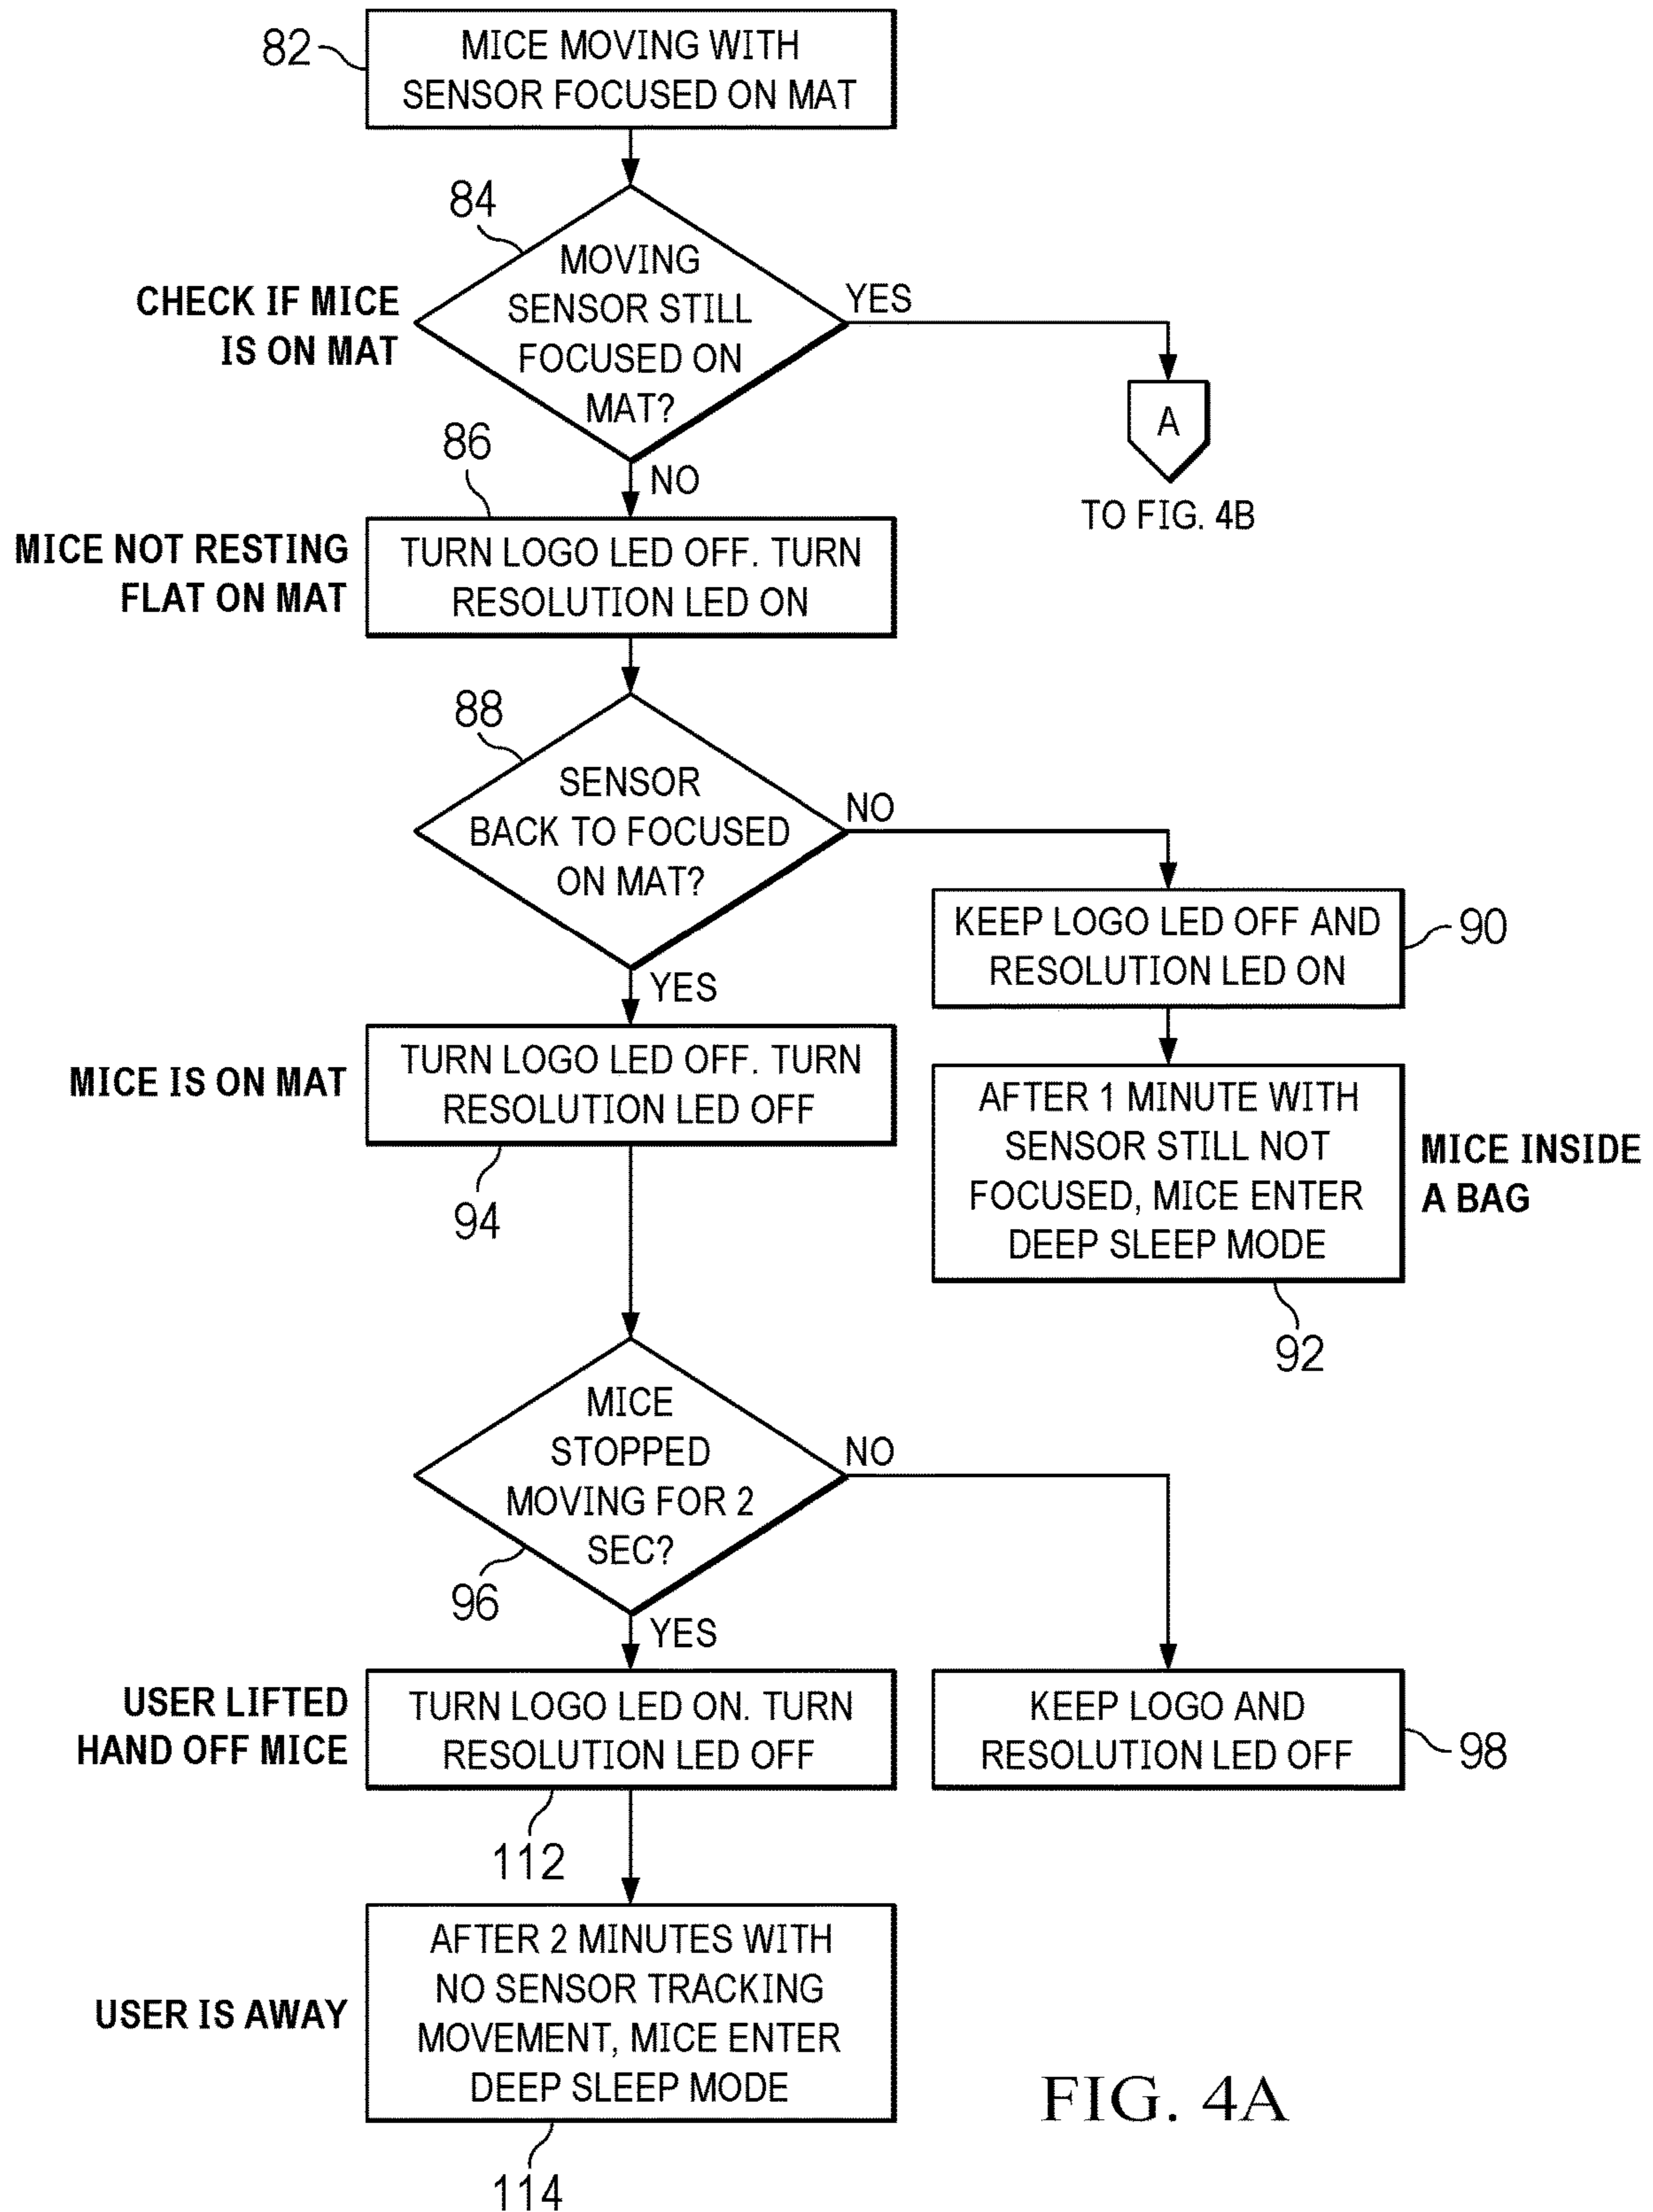 82
MICE MOVING WITH
SENSOR FOCUSED ON MAT
84
CHECK IF MICE
IS ON MAT
MOVING
SENSOR STILL
FOCUSED ON
MAT?
YES
A
TO FIG. 4B
NO
86
MICE NOT RESTING
FLAT ON MAT
TURN LOGO LED OFF. TURN
RESOLUTION LED ON
88
SENSOR
BACK TO FOCUSED
ON MAT?
NO
KEEP LOGO LED OFF AND
RESOLUTION LED ON
90
YES
MICE IS ON MAT
TURN LOGO LED OFF. TURN
RESOLUTION LED OFF
94
AFTER 1 MINUTE WITH
SENSOR STILL NOT
FOCUSED, MICE ENTER
DEEP SLEEP MODE
MICE INSIDE
A BAG
92
MICE
STOPPED
MOVING FOR 2
SEC?
96
NO
YES
USER LIFTED
HAND OFF MICE
TURN LOGO LED ON. TURN
RESOLUTION LED OFF
112
KEEP LOGO AND
RESOLUTION LED OFF
98
USER IS AWAY
AFTER 2 MINUTES WITH
NO SENSOR TRACKING
MOVEMENT, MICE ENTER
DEEP SLEEP MODE
114
FIG. 4A